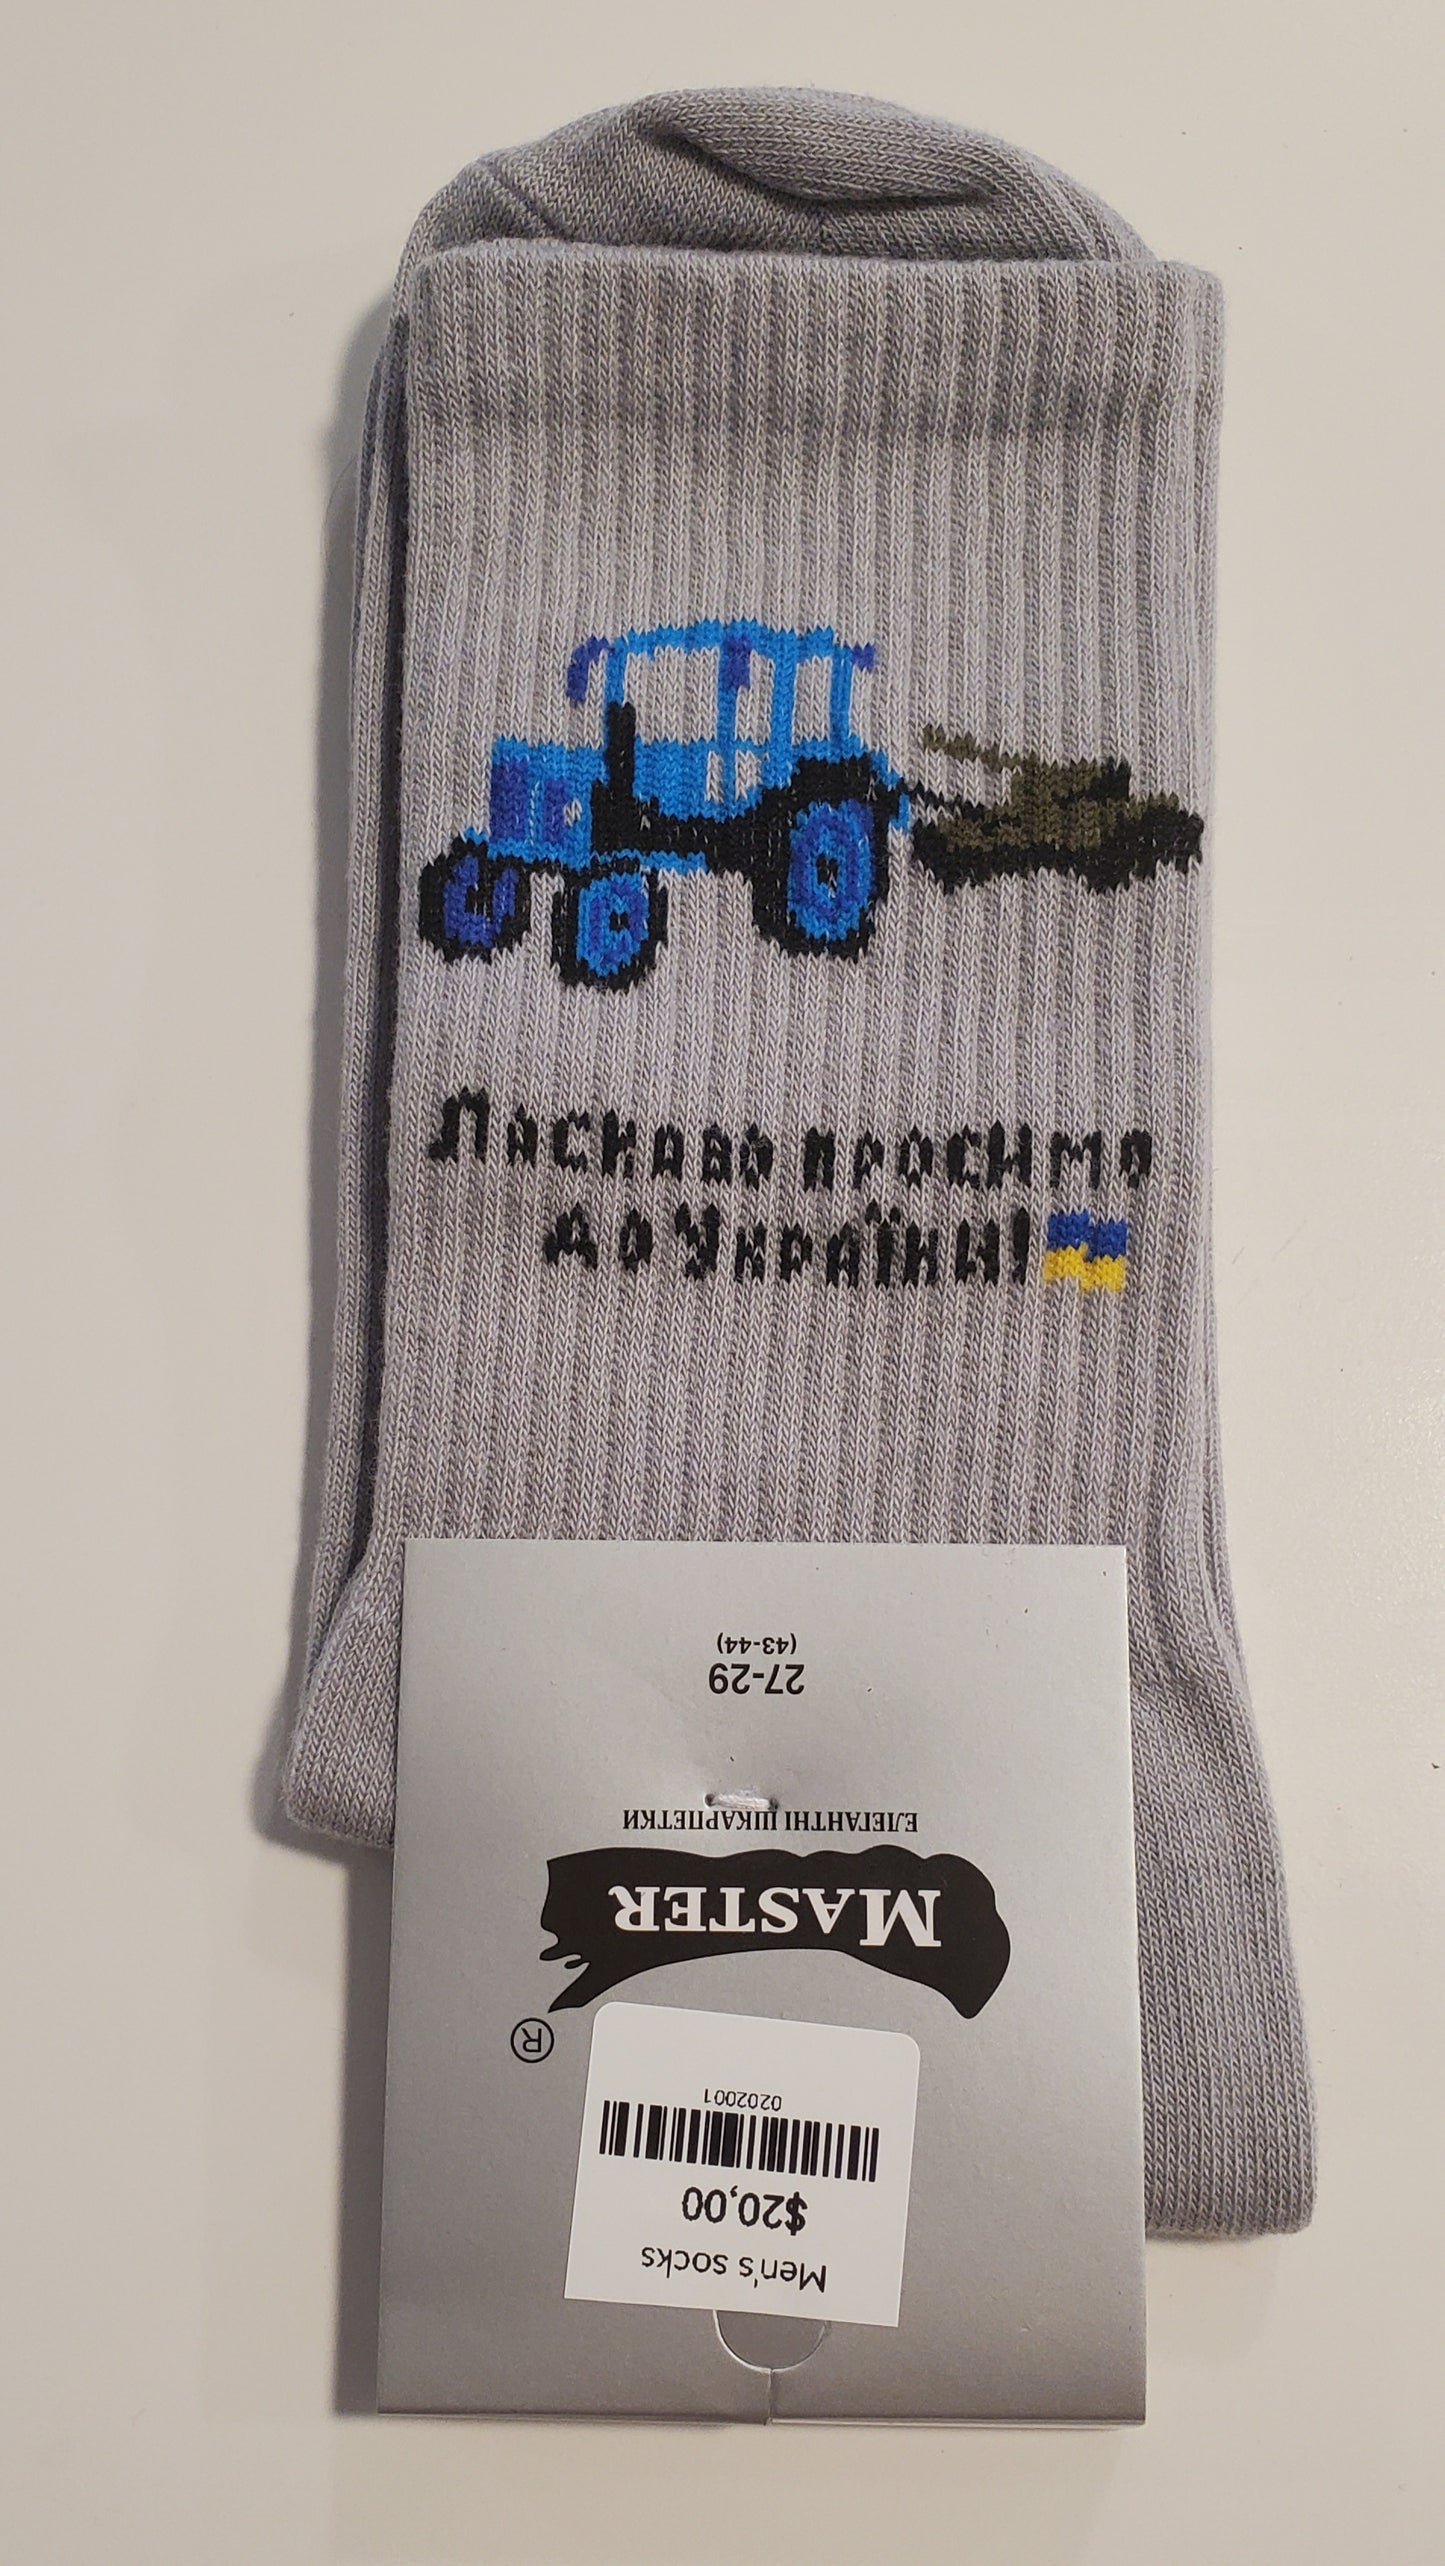 Ласкаво просимо
до України!
Men's socks
$20,00
0202001
®
MASTER
ЕЛЕГАНТНІ ШКАРПЕТКИ
27-29
(43-44)